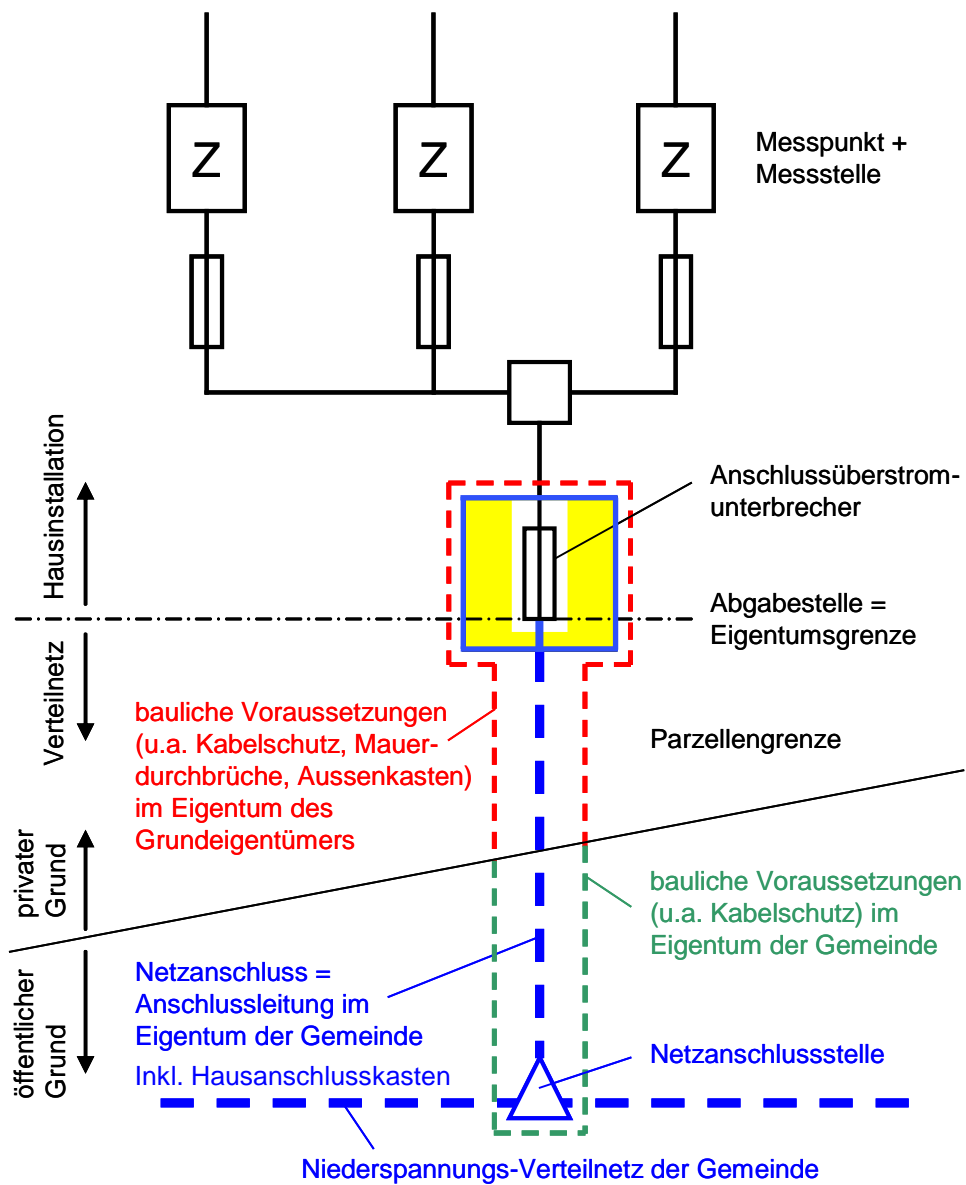 Z
Z
Z
Messpunkt +
Messstelle
Hausinstallation
Anschlussüberstrom-
unterbrecher
Abgabestelle =
Eigentumsgrenze
Verteilnetz
bauliche Voraussetzungen
(u.a. Kabelschutz, Mauer-
durchbrüche, Aussenkasten)
im Eigentum des
Grundeigentümers
Parzellengrenze
privater
Grund
bauliche Voraussetzungen
(u.a. Kabelschutz) im
Eigentum der Gemeinde
öffentlicher
Grund
Netzanschluss =
Anschlussleitung im
Eigentum der Gemeinde
Inkl. Hausanschlusskasten
Netzanschlussstelle
Niederspannungs-Verteilnetz der Gemeinde